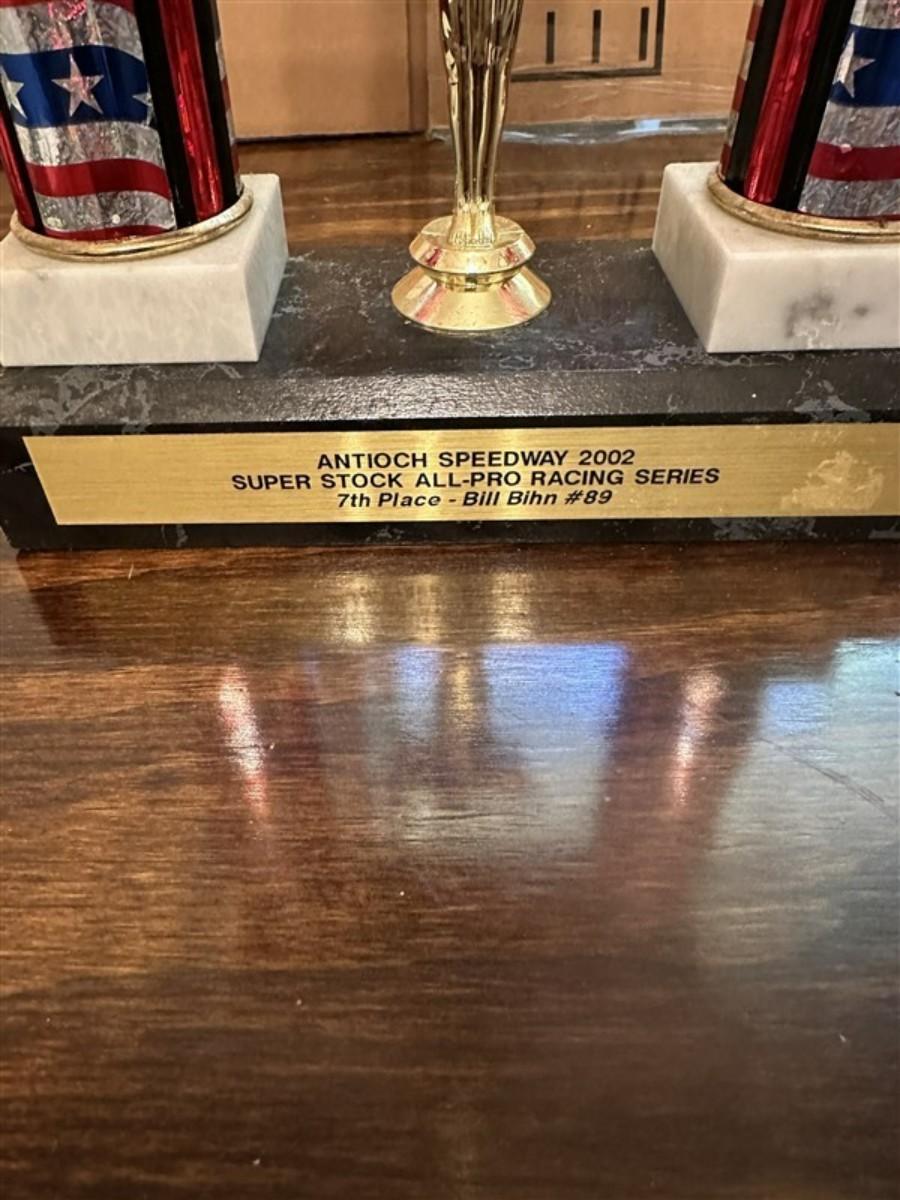 ANTIOCH SPEEDWAY 2002
SUPER STOCK ALL-PRO RACING SERIES
7th Place - Bill Bihn #89